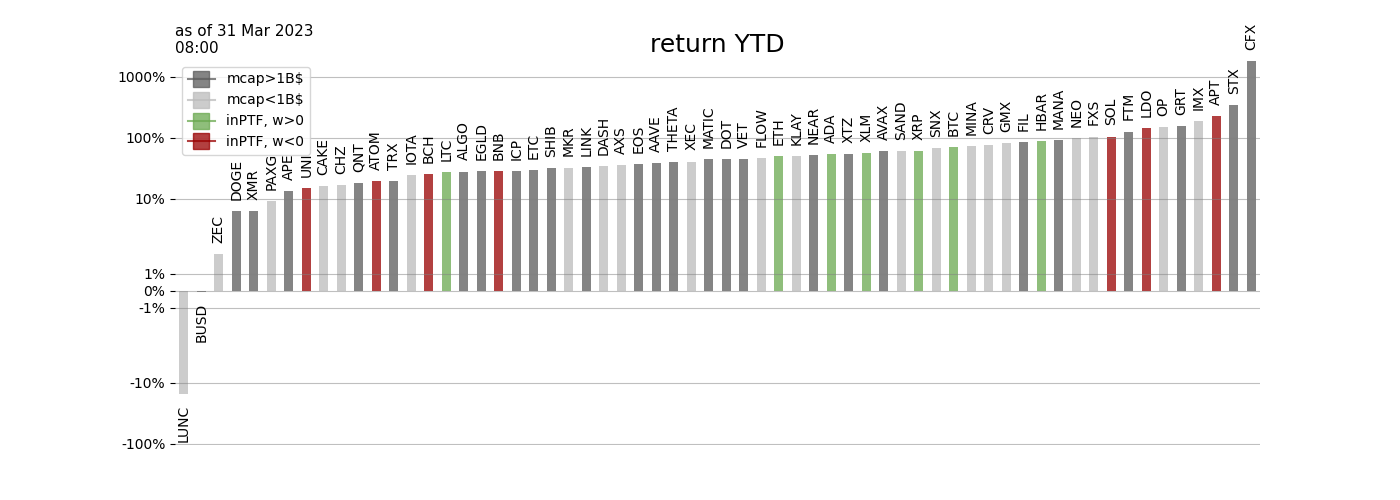 as of 31 Mar 2023
08:00
return YTD
mcap>1B$
mcap<1B$
inPTF, w>0
inPTF, w<0
1000%
100%
10%
1%
0%
-1%
-10%
-100%
LUNC
BUSD
ZEC
DOGE
XMR
PAXG
APE
UNI
CAKE
CHZ
QNT
ATOM
TRX
IOTA
BCH
LTC
ALGO
EGLD
BNB
ICP
ETC
SHIB
MKR
LINK
DASH
AXS
EOS
AAVE
THETA
XEC
MATIC
DOT
VET
FLOW
ETH
KLAY
NEAR
ADA
XTZ
XLM
AVAX
SAND
XRP
SNX
BTC
MINA
CRV
GMX
FIL
HBAR
MANA
NEO
FXS
SOL
FTM
LDO
OP
GRT
IMX
APT
STX
CFX